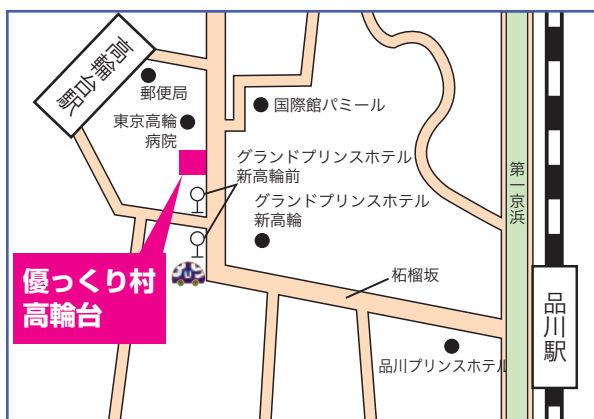 高輪台駅
郵便局
東京高輪
病院
国際館パミール
グランドプリンスホテル
新高輪前
グランドプリンスホテル
新高輪
第一京浜
優っくり村
高輪台
柘榴坂
品川駅
品川プリンスホテル
U